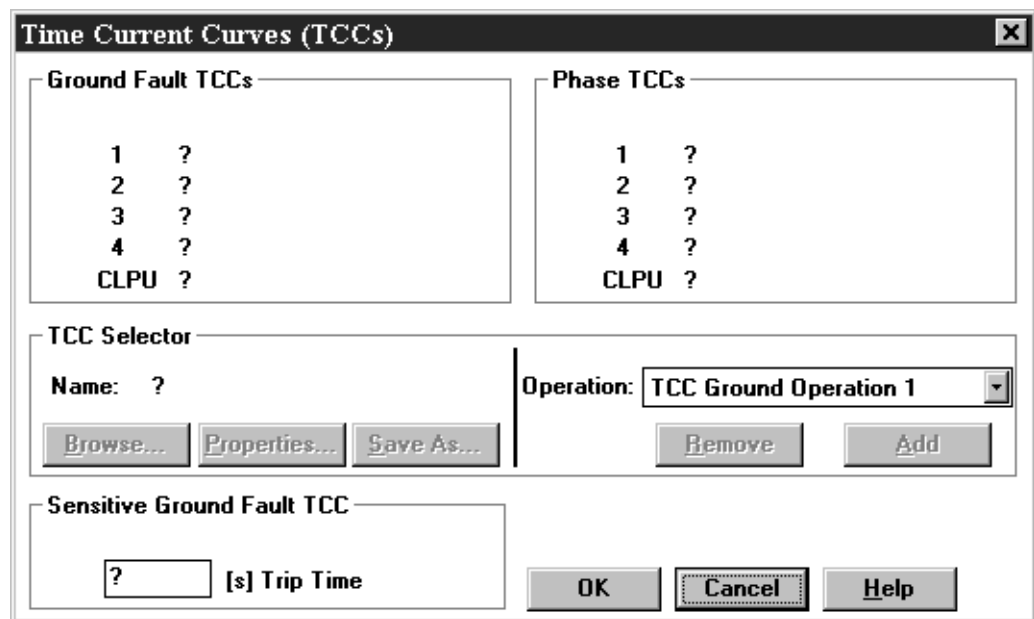 Time Current Curves (TCCs)
Ground Fault TCCs
1 ?
2 ?
3 ?
4 ?
CLPU ?
Phase TCCs
1 ?
2 ?
3 ?
4 ?
CLPU ?
TCC Selector
Name: ?
Browse... Properties... Save As...
Operation: TCC Ground Operation 1
Remove Add
Sensitive Ground Fault TCC
? [s] Trip Time
OK Cancel Help